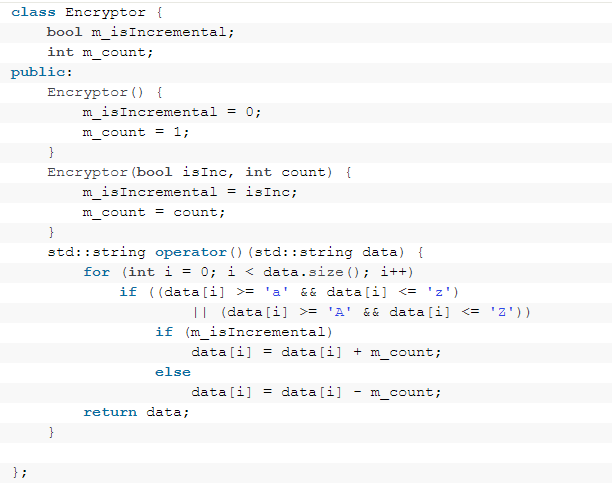 class Encryptor {
    bool m_isIncremental;
    int m_count;
public:
    Encryptor() {
        m_isIncremental = 0;
        m_count = 1;
    }
    Encryptor(bool isInc, int count) {
        m_isIncremental = isInc;
        m_count = count;
    }
    std::string operator()(std::string data) {
        for (int i = 0; i < data.size(); i++)
            if ((data[i] >= 'a' && data[i] <= 'z')
                    || (data[i] >= 'A' && data[i] <= 'Z'))
                if (m_isIncremental)
                    data[i] = data[i] + m_count;
                else
                    data[i] = data[i] - m_count;
        return data;
    }

};